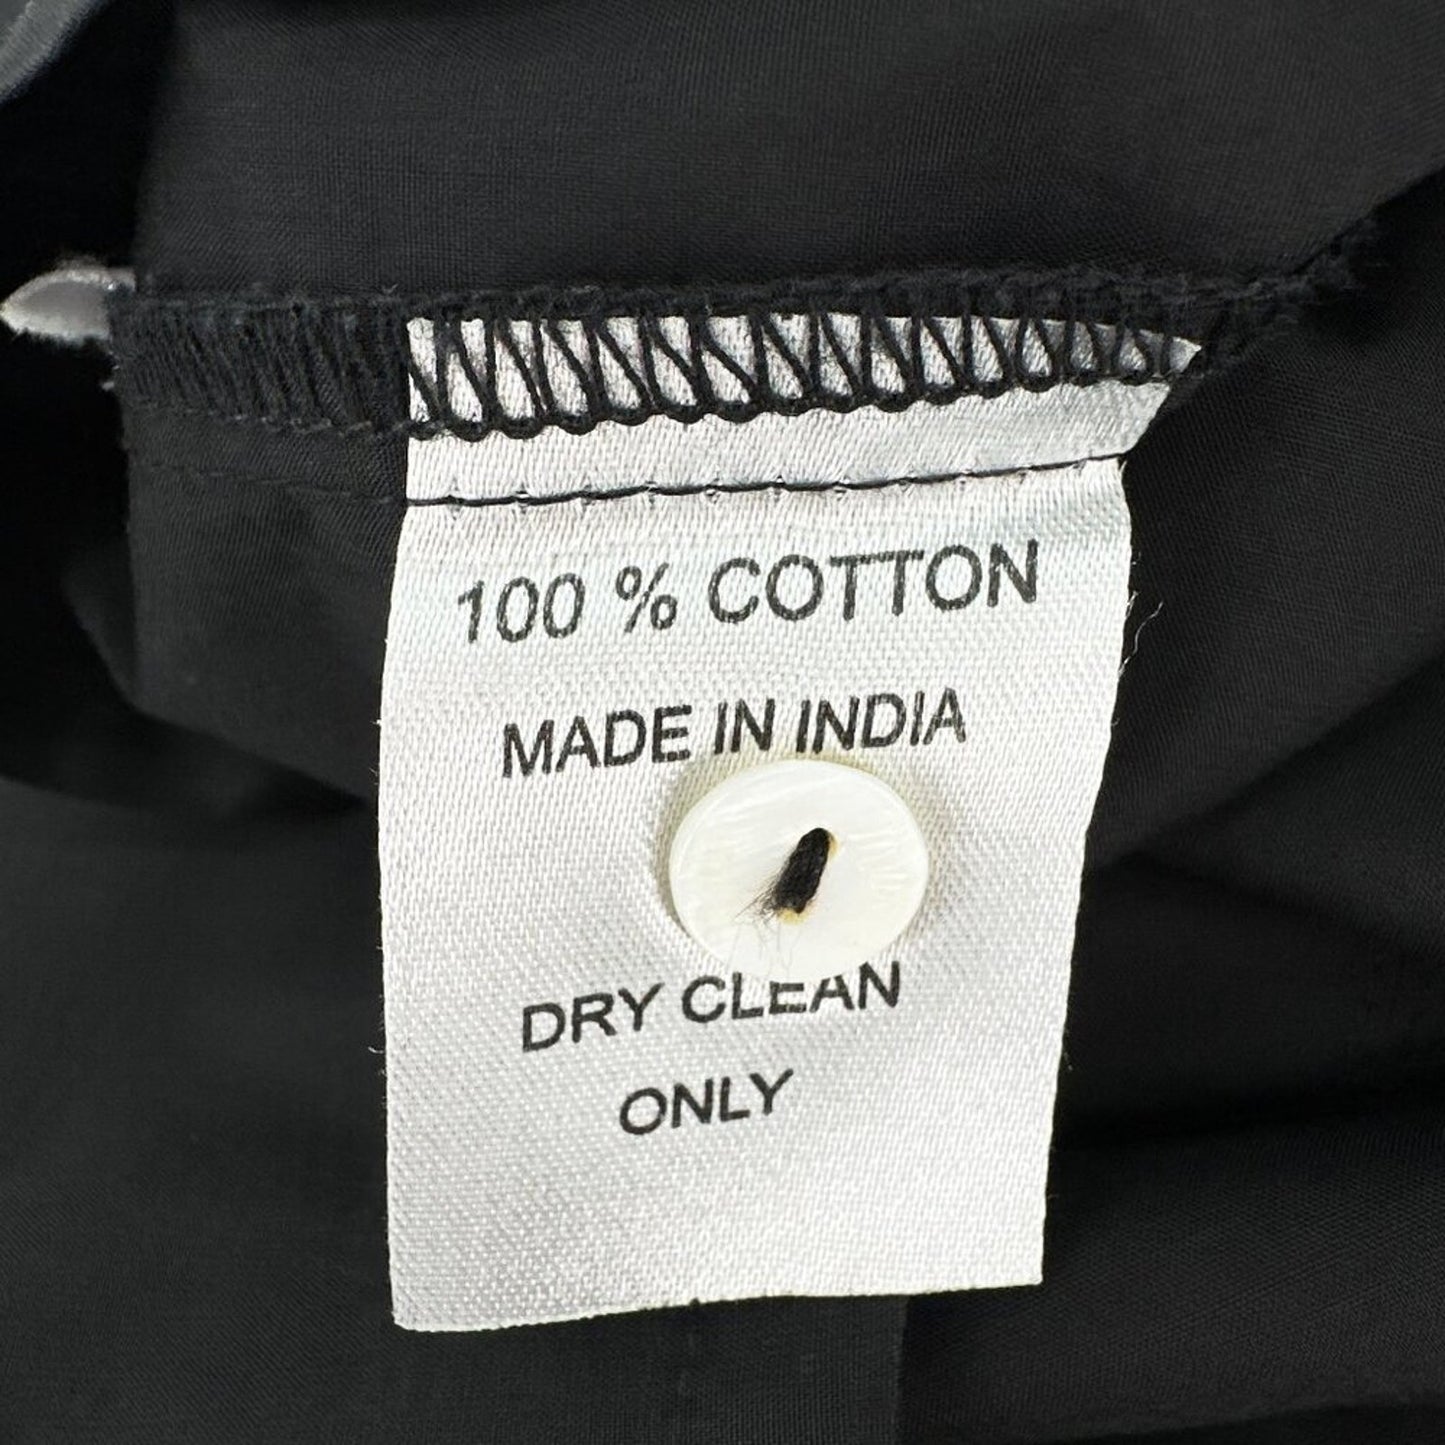 100 % COTTON
MADE IN INDIA
DRY CLEAN
ONLY